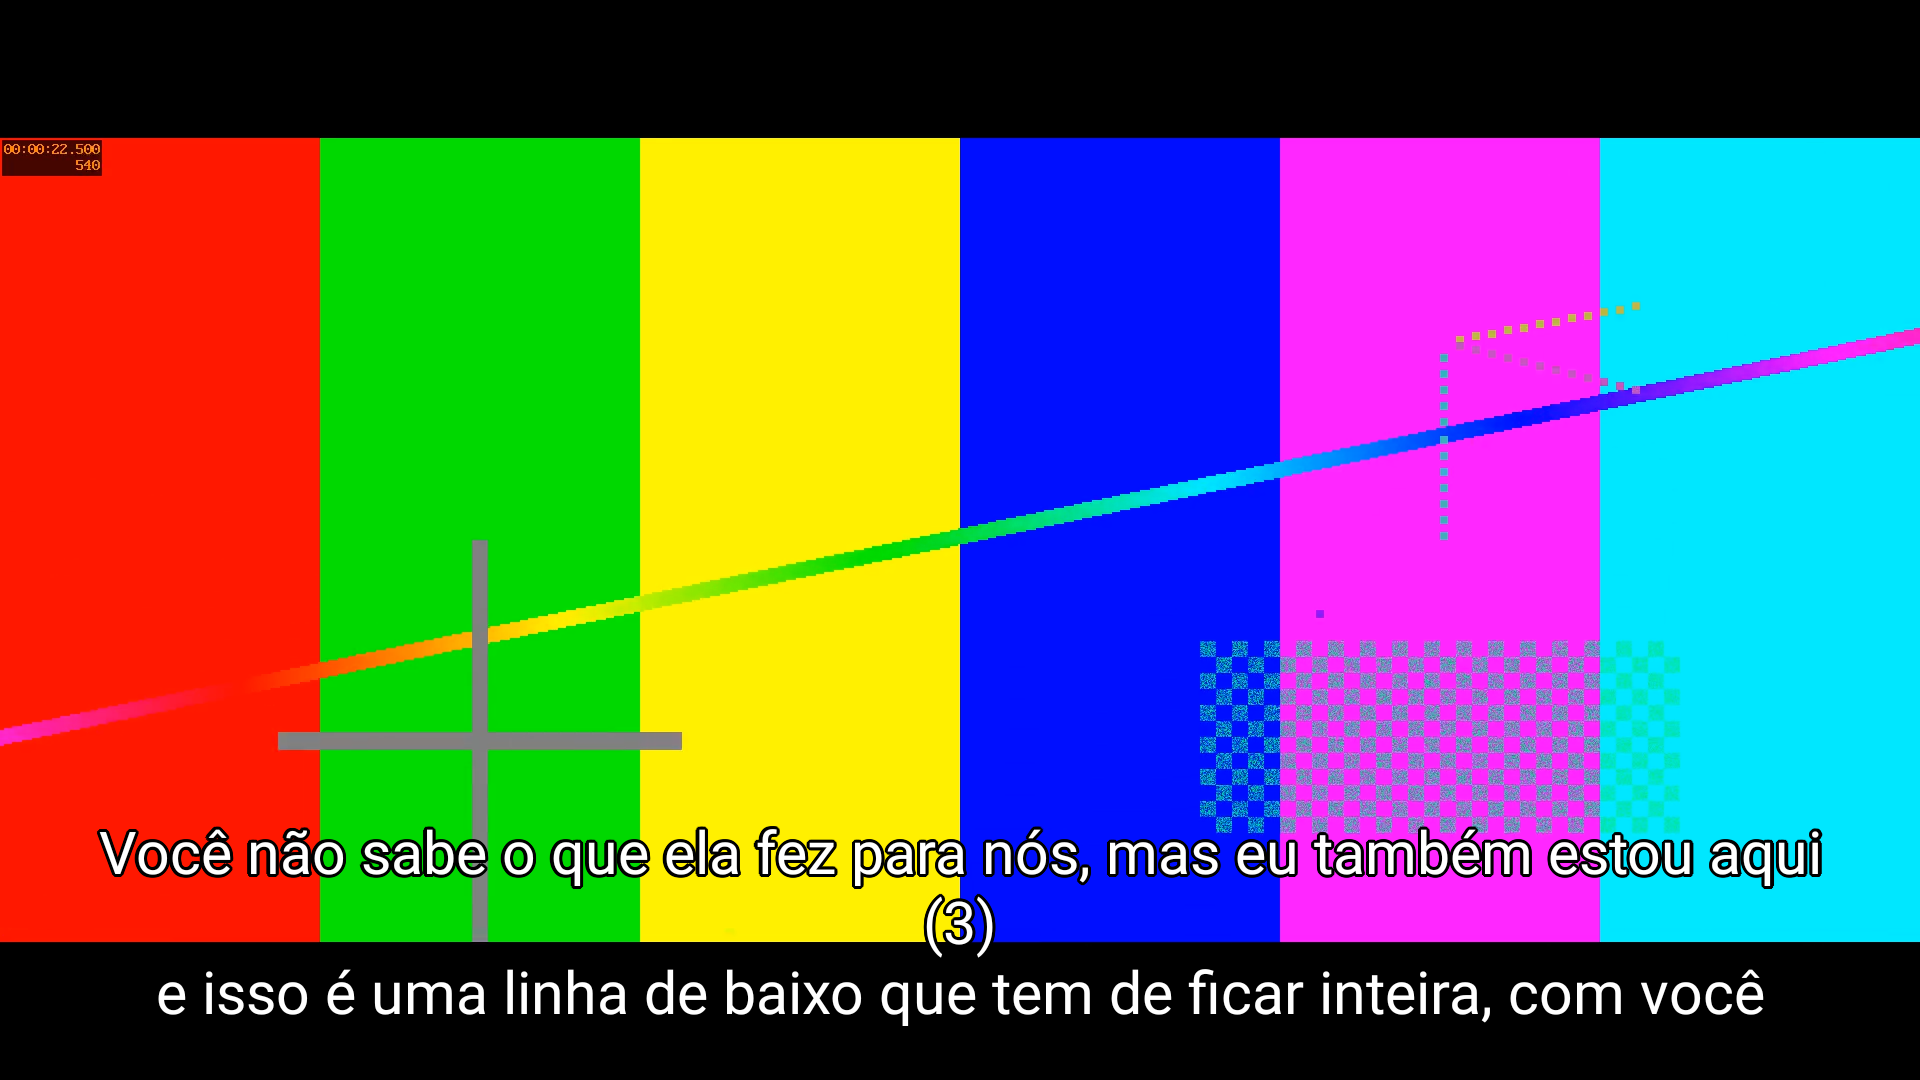 00:00:22.500
540
Você não sabe o que ela fez para nós, mas eu também estou aqui
(3)
e isso é uma linha de baixo que tem de ficar inteira, com você